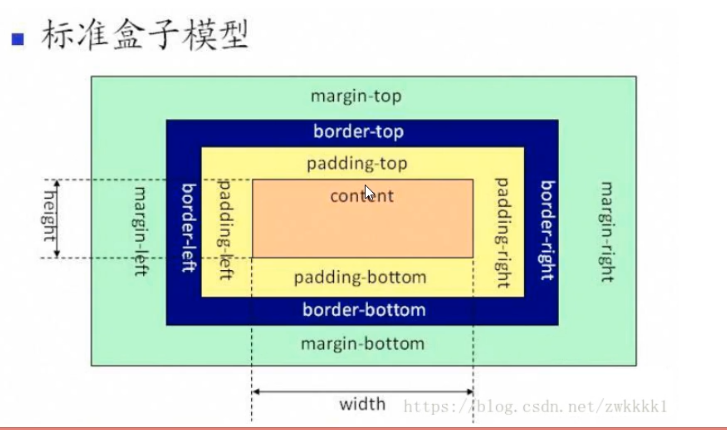 标准盒子模型
margin-top
border-top
padding-top
content
height
margin-left
border-left
padding-left
padding-right
border-right
margin-right
padding-bottom
border-bottom
margin-bottom
width
https://blog.csdn.net/zwkkkk1